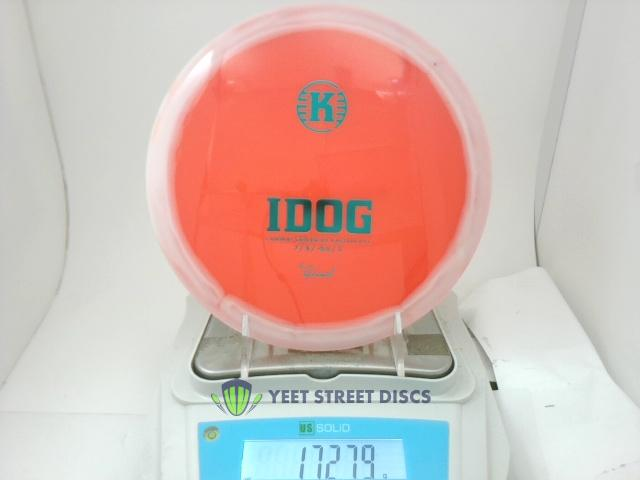 K
IDOG
YEET STREET DISCS
US SOLID
172.79
g